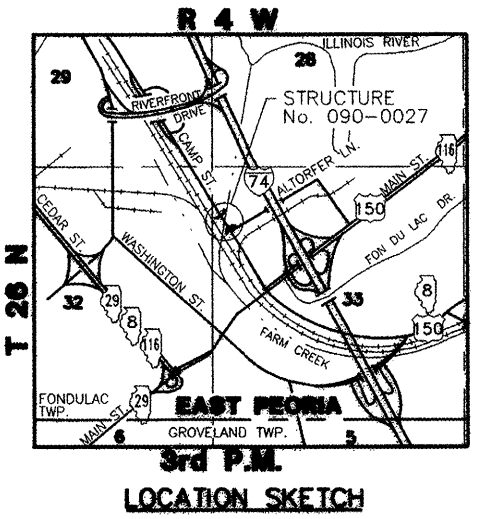 R 4 W
ILLINOIS RIVER
29
28
RIVERFRONT
DRIVE
STRUCTURE
No. 090-0027
CAMP ST.
74
ALTORFER LN.
MAIN ST.
116
150
CEDAR ST.
WASHINGTON ST.
FON DU LAC DR.
T 26 N
32
29
8
116
33
8
150
FARM CREEK
29
FONDULAC
TWP.
MAIN ST.
EAST PEORIA
6
GROVELAND TWP.
5
3rd P.M.
LOCATION SKETCH